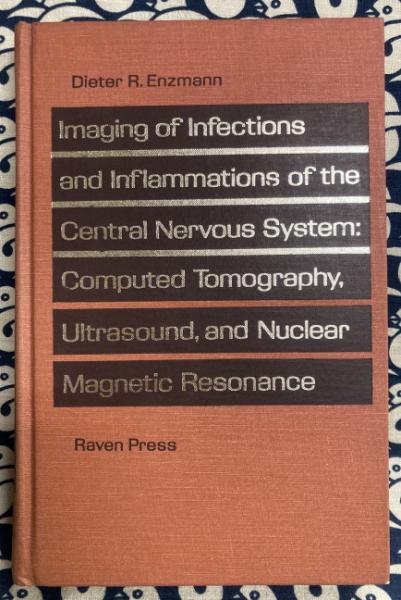 Dieter R. Enzmann
Imaging of Infections
and Inflammations of the
Central Nervous System:
Computed Tomography,
Ultrasound, and Nuclear
Magnetic Resonance
Raven Press